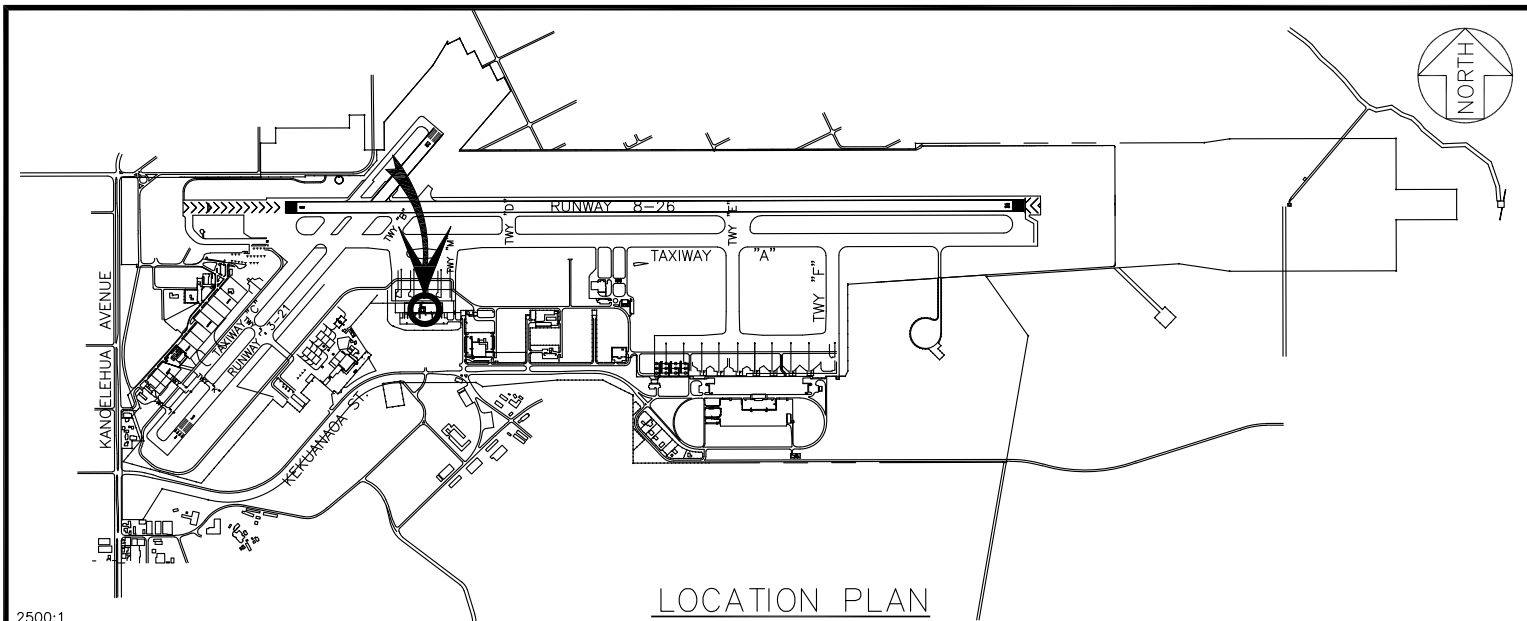 NORTH
RUNWAY 8-26
TWY "B"
TWY "D"
TWY "E"
TWY "M
TAXIWAY "A"
TWY "F"
KANOELEHUA AVENUE
TAXIWAY "C"
RUNWAY 3-21
KEKUANAOA ST.
LOCATION PLAN
2500:1